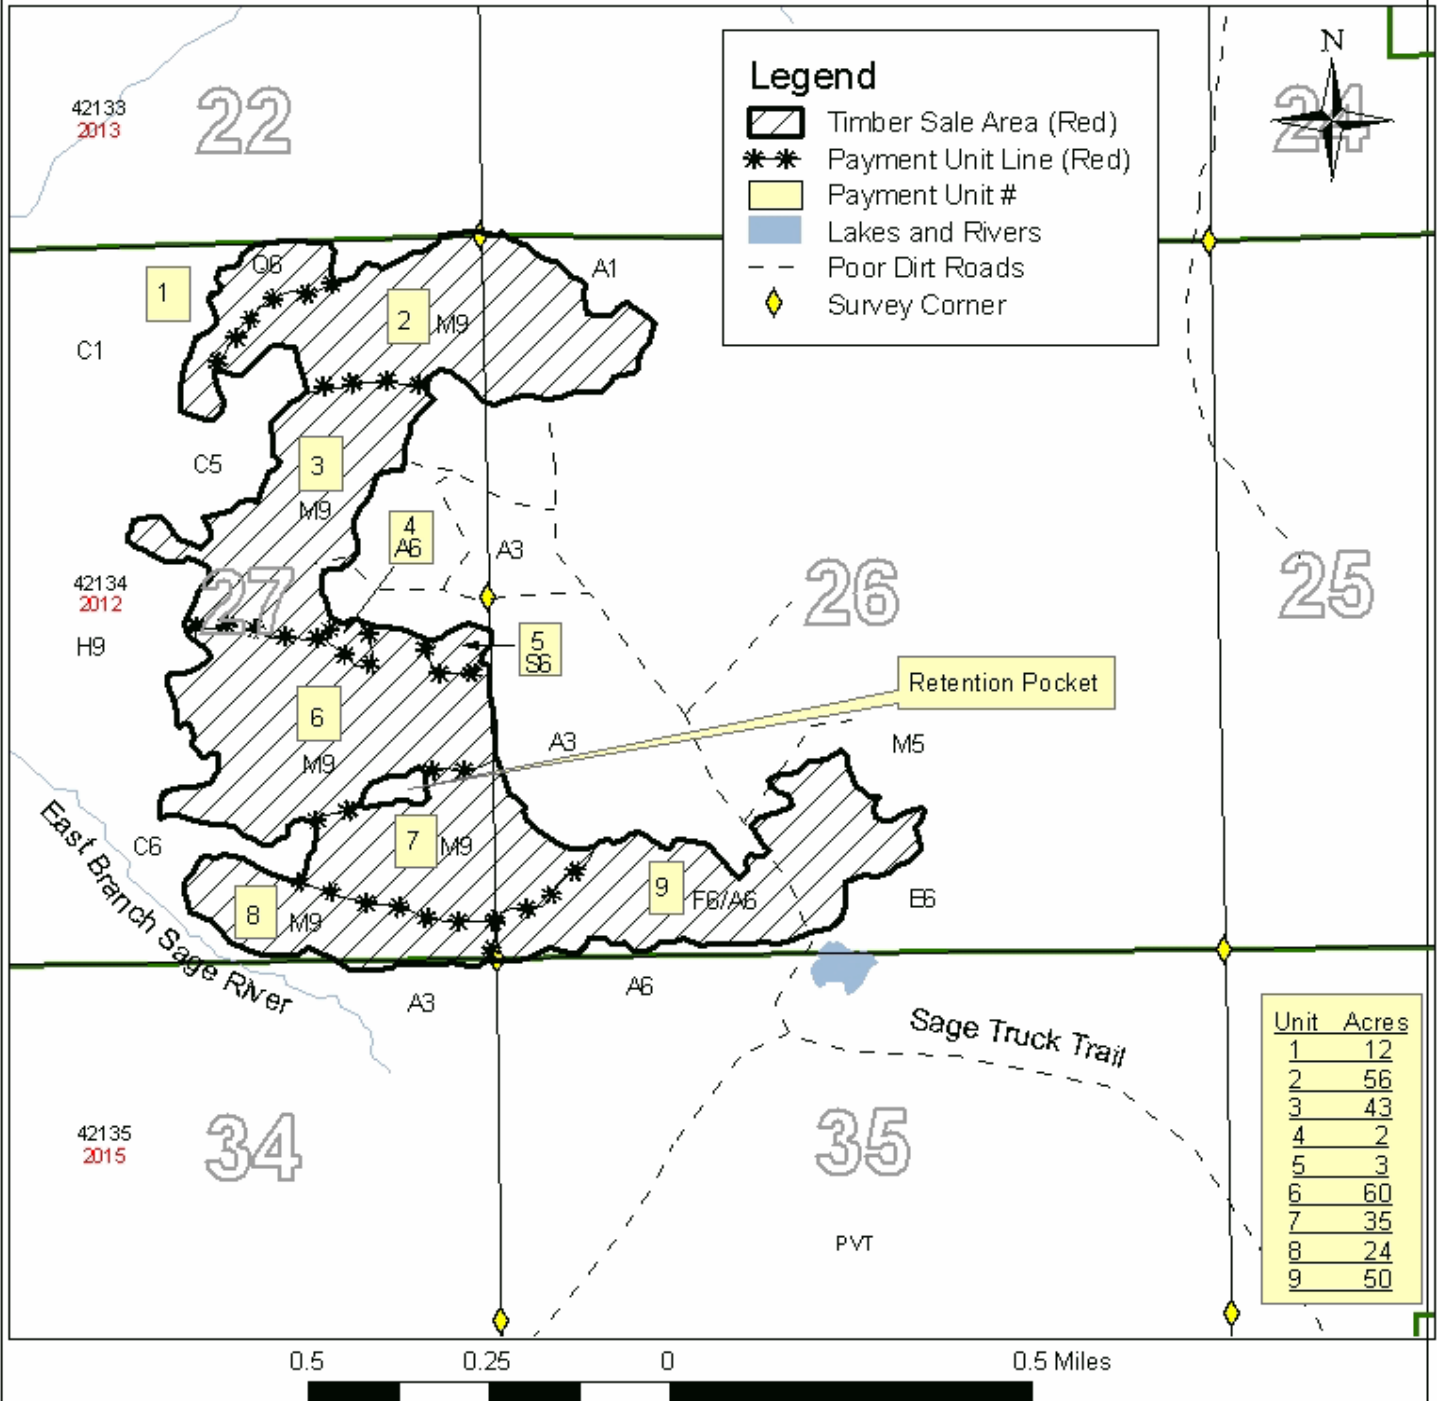 Legend
Timber Sale Area (Red)
Payment Unit Line (Red)
Payment Unit #
Lakes and Rivers
Poor Dirt Roads
Survey Corner
N
42133
2013
22
24
1
Q6
A1
2
M9
C1
C5
3
M9
4
A6
A3
42134
2012
27
26
25
H9
5
S6
6
M9
Retention Pocket
A3
M5
C6
7
M9
9
F6/A6
E6
8
M9
East Branch Sage River
A3
A6
Sage Truck Trail
42135
2015
34
35
PVT
Unit Acres
1 12
2 56
3 43
4 2
5 3
6 60
7 35
8 24
9 50
0.5 0.25 0 0.5 Miles